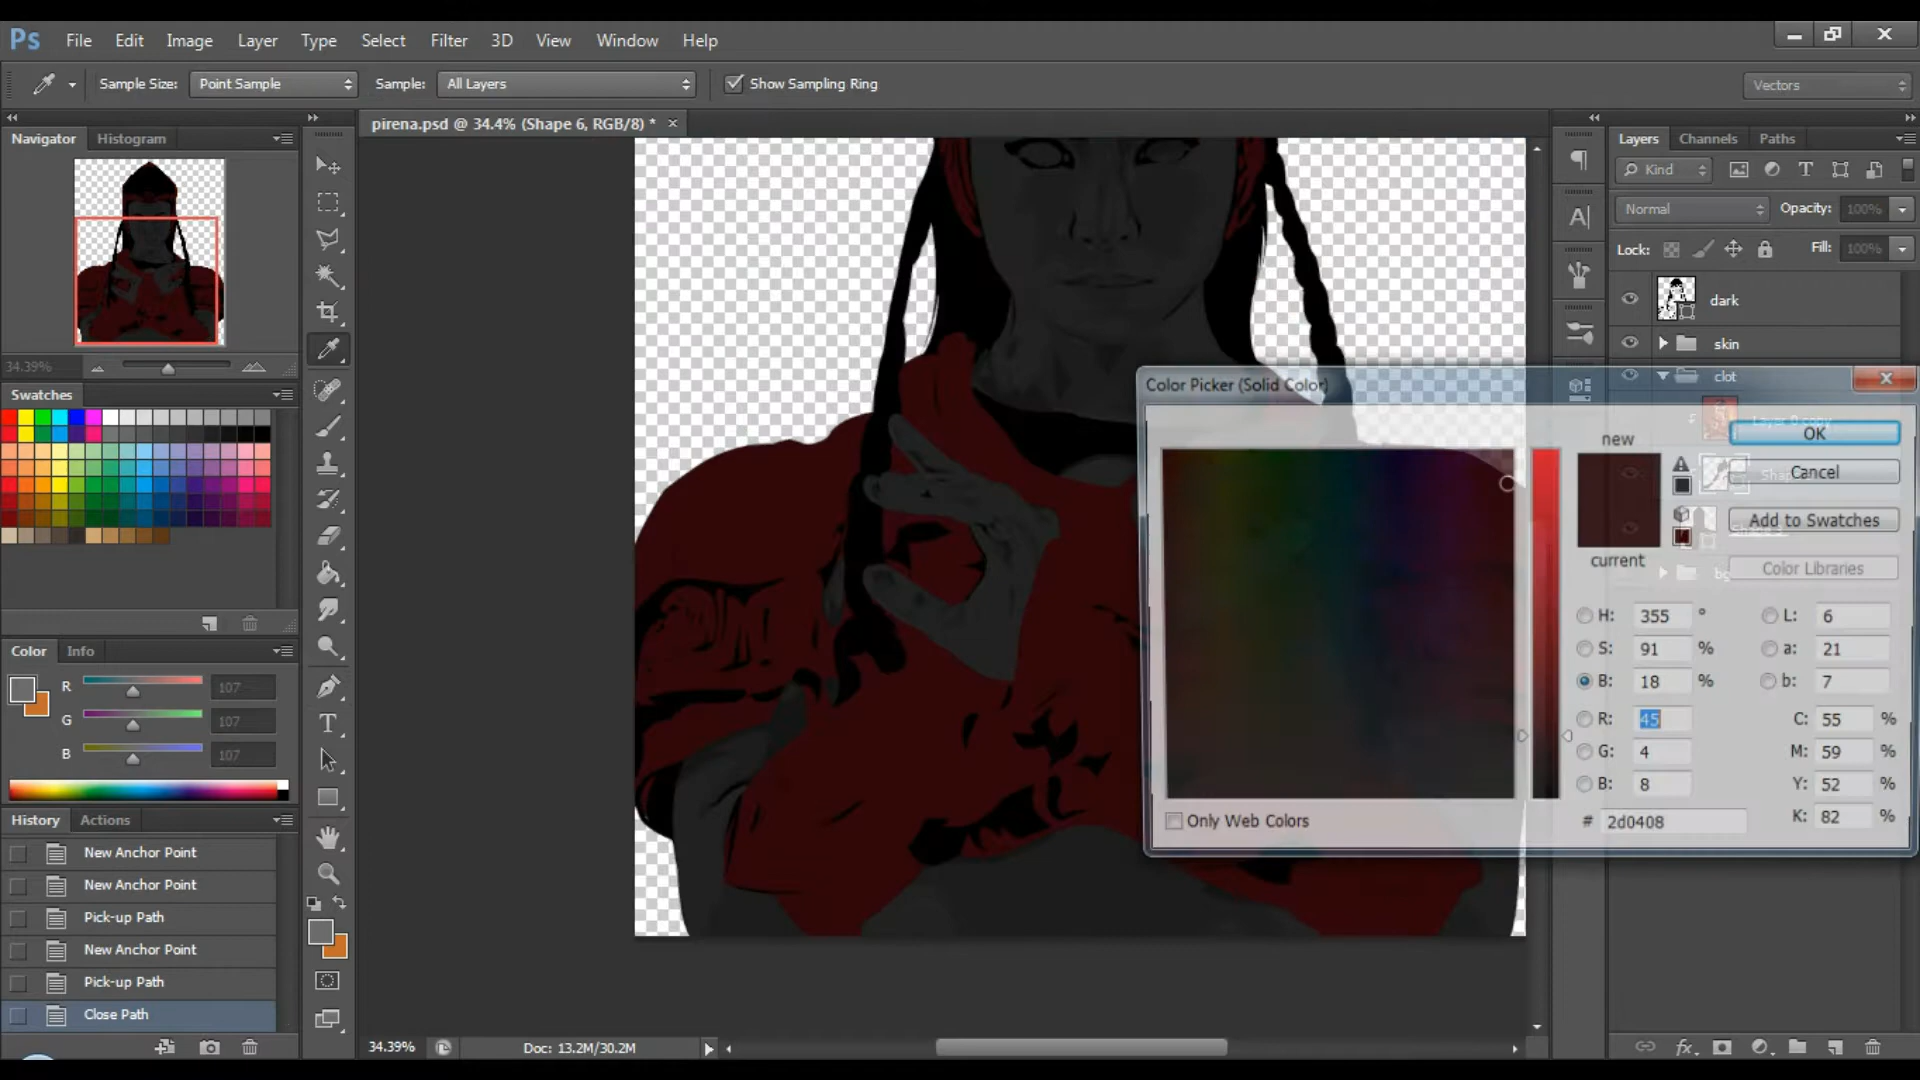 Ps File Edit Image Layer Type Select Filter 3D View Window Help
Sample Size: Point Sample Sample: All Layers Show Sampling Ring Vectors
Navigator Histogram
pirena.psd @ 34.4% (Shape 6, RGB/8) * ×
Layers Channels Paths
Kind
Normal Opacity: 100%
Lock: Fill: 100%
dark
skin
clot
34.39%
Swatches
Color Picker (Solid Color)
Layer 0 copy
new
OK
Cancel
Add to Swatches
current
Color Libraries
H: 355 ° L: 6
S: 91 % a: 21
B: 18 % b: 7
R: 45 C: 55 %
G: 4 M: 59 %
B: 8 Y: 52 %
K: 82 %
# 2d0408
Only Web Colors
Color Info
R 107
G 107
B 107
History Actions
New Anchor Point
New Anchor Point
Pick-up Path
New Anchor Point
Pick-up Path
Close Path
34.39% Doc: 13.2M/30.2M